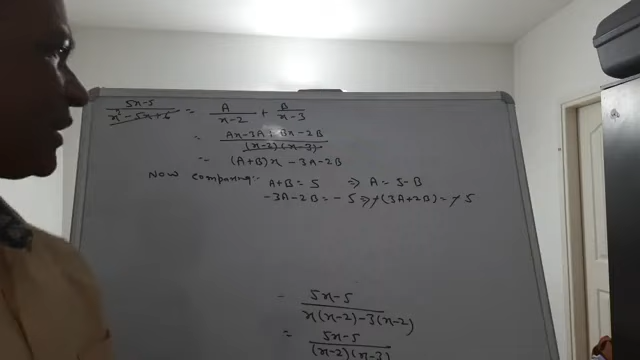 5x-5 / x²-5x+6 = A / x-2 + B / x-3
= Ax-3A+Bx-2B / (x-2)(x-3)
= (A+B)x -3A-2B
Now comparing:- A+B = 5 ⇒ A = 5-B
-3A-2B = -5 ⇒ -(3A+2B) = -5
= 5x-5 / x(x-2)-3(x-2)
= 5x-5 / (x-2)(x-3)